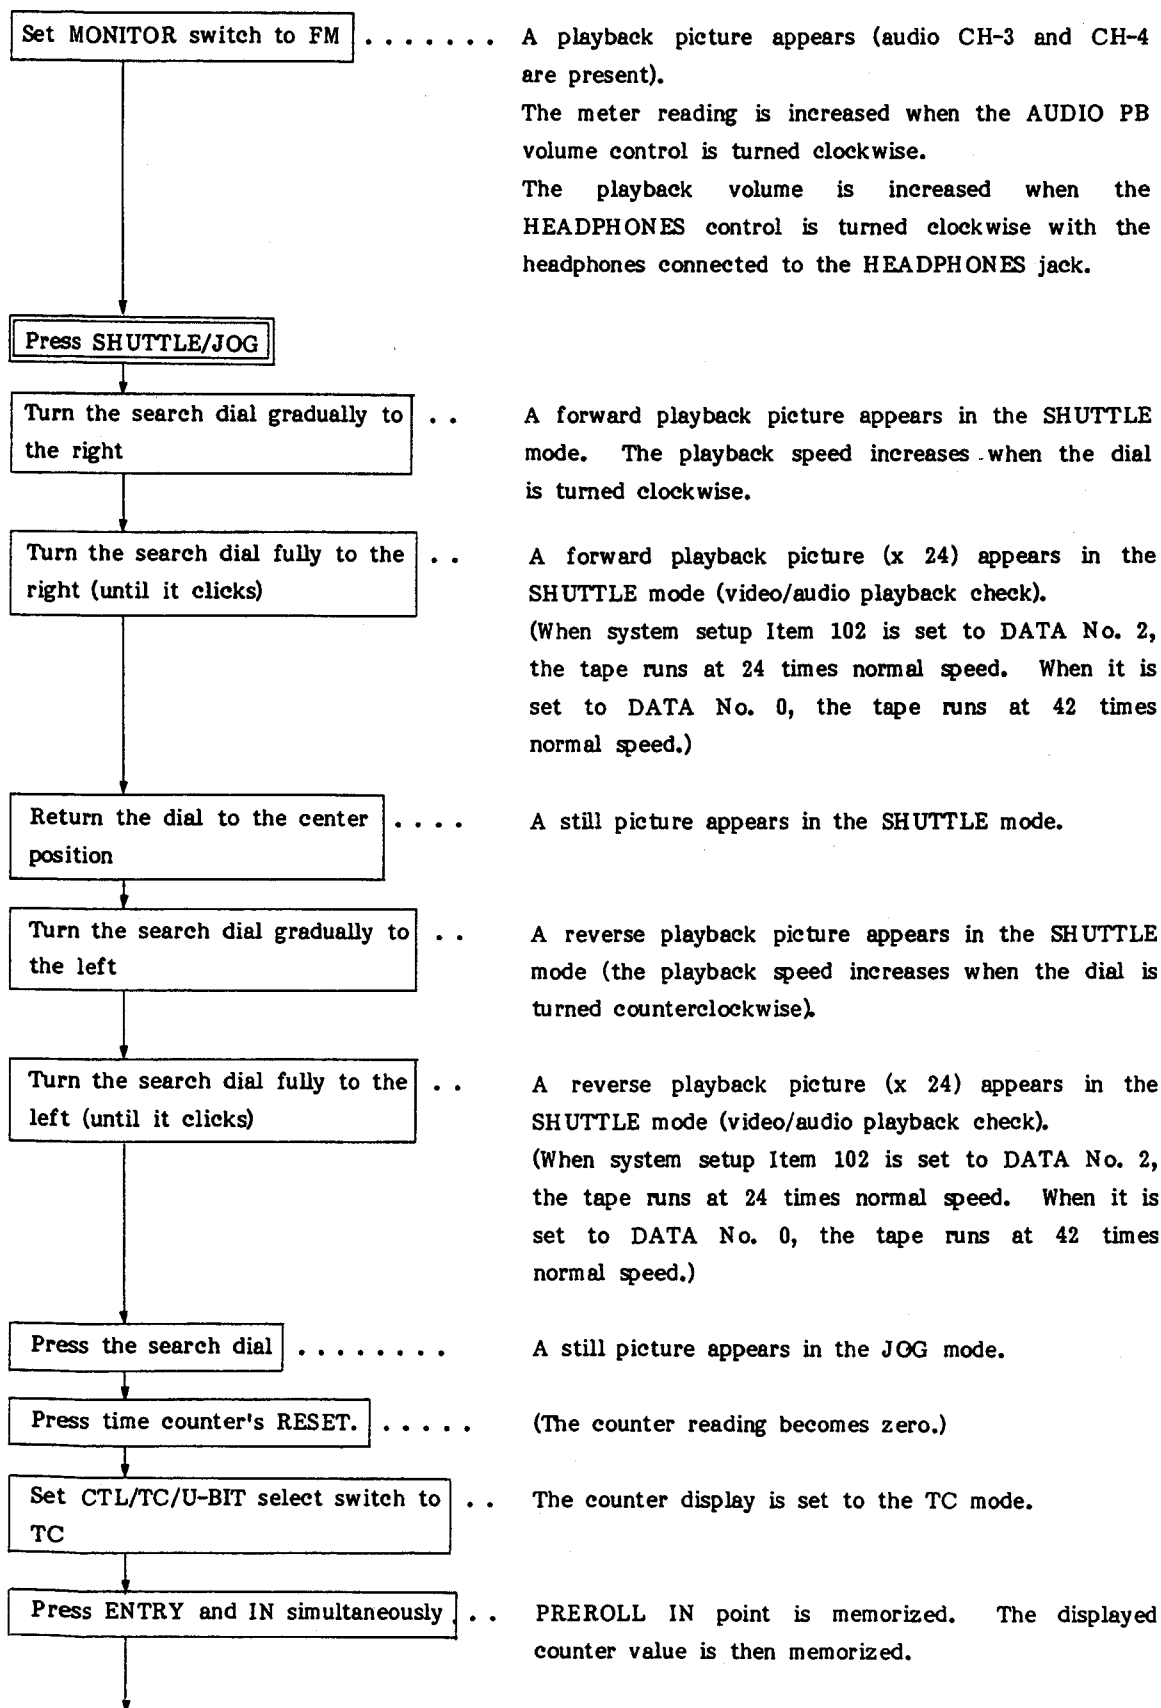 Set MONITOR switch to FM . . . . . . . A playback picture appears (audio CH-3 and CH-4
are present).
The meter reading is increased when the AUDIO PB
volume control is turned clockwise.
The playback volume is increased when the
HEADPHONES control is turned clockwise with the
headphones connected to the HEADPHONES jack.
Press SHUTTLE/JOG
Turn the search dial gradually to
the right
. . A forward playback picture appears in the SHUTTLE
mode. The playback speed increases when the dial
is turned clockwise.
Turn the search dial fully to the
right (until it clicks)
. . A forward playback picture (x 24) appears in the
SHUTTLE mode (video/audio playback check).
(When system setup Item 102 is set to DATA No. 2,
the tape runs at 24 times normal speed. When it is
set to DATA No. 0, the tape runs at 42 times
normal speed.)
Return the dial to the center
position
. . . . A still picture appears in the SHUTTLE mode.
Turn the search dial gradually to
the left
. . A reverse playback picture appears in the SHUTTLE
mode (the playback speed increases when the dial is
turned counterclockwise).
Turn the search dial fully to the
left (until it clicks)
. . A reverse playback picture (x 24) appears in the
SHUTTLE mode (video/audio playback check).
(When system setup Item 102 is set to DATA No. 2,
the tape runs at 24 times normal speed. When it is
set to DATA No. 0, the tape runs at 42 times
normal speed.)
Press the search dial . . . . . . . . A still picture appears in the JOG mode.
Press time counter's RESET. . . . . . (The counter reading becomes zero.)
Set CTL/TC/U-BIT select switch to
TC
. . The counter display is set to the TC mode.
Press ENTRY and IN simultaneously . . PREROLL IN point is memorized. The displayed
counter value is then memorized.